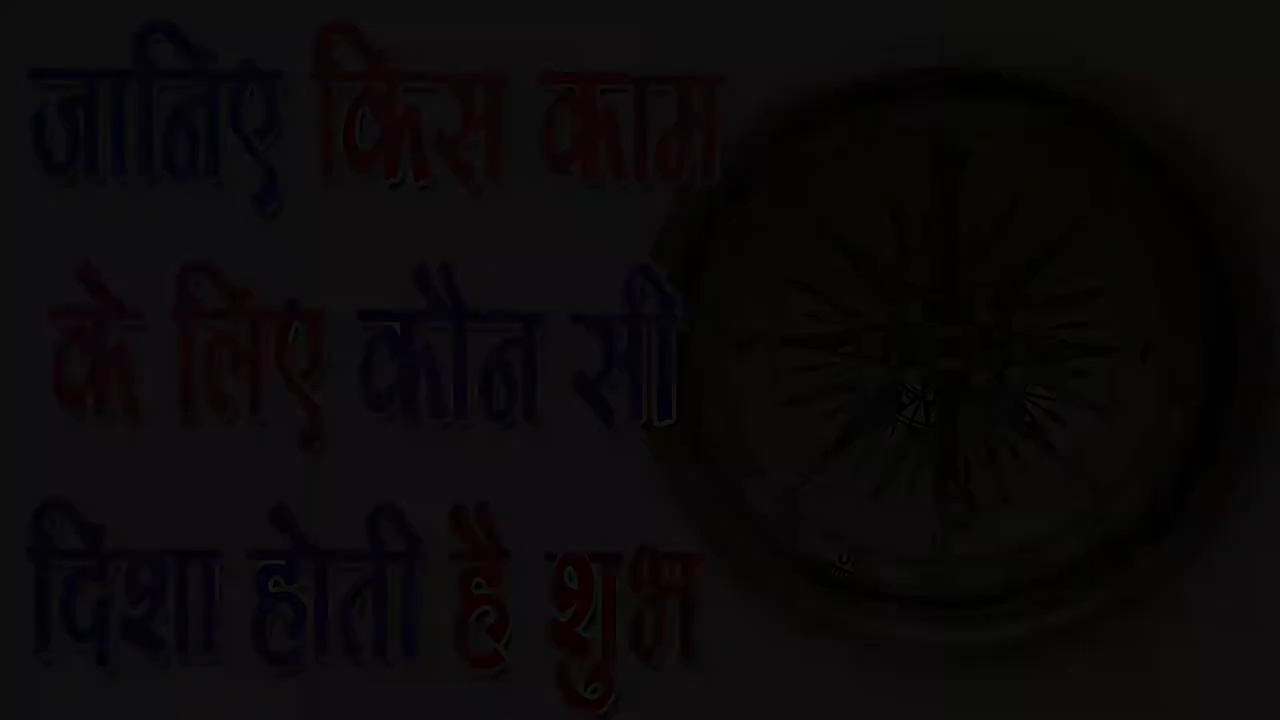 जानिए किस काम
के लिए कौन सी
दिशा होती है शुभ